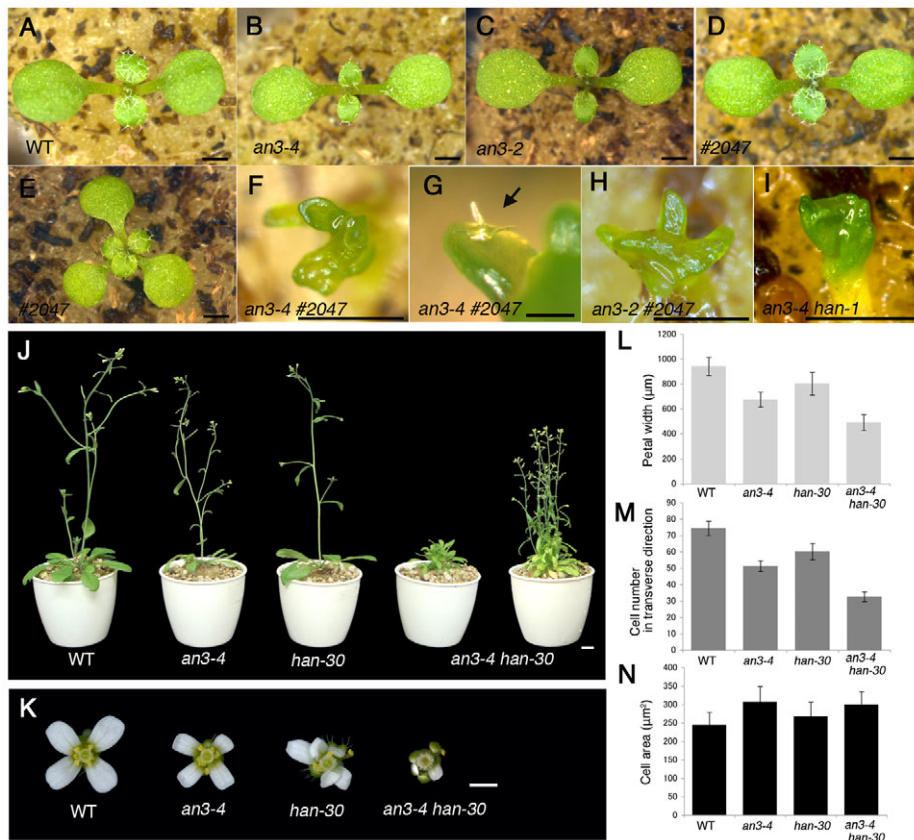 A
B
C
D
WT
an3-4
an3-2
#2047
E
F
G
H
I
#2047
an3-4 #2047
an3-4 #2047
an3-2 #2047
an3-4 han-1
J
WT
an3-4
han-30
an3-4 han-30
K
WT
an3-4
han-30
an3-4 han-30
L
Petal width (µm)
1200
1000
800
600
400
200
0
WT
an3-4
han-30
an3-4
han-30
M
Cell number
in transverse direction
90
80
70
60
50
40
30
20
10
0
WT
an3-4
han-30
an3-4
han-30
N
Cell area (µm²)
400
350
300
250
200
150
100
50
0
WT
an3-4
han-30
an3-4
han-30